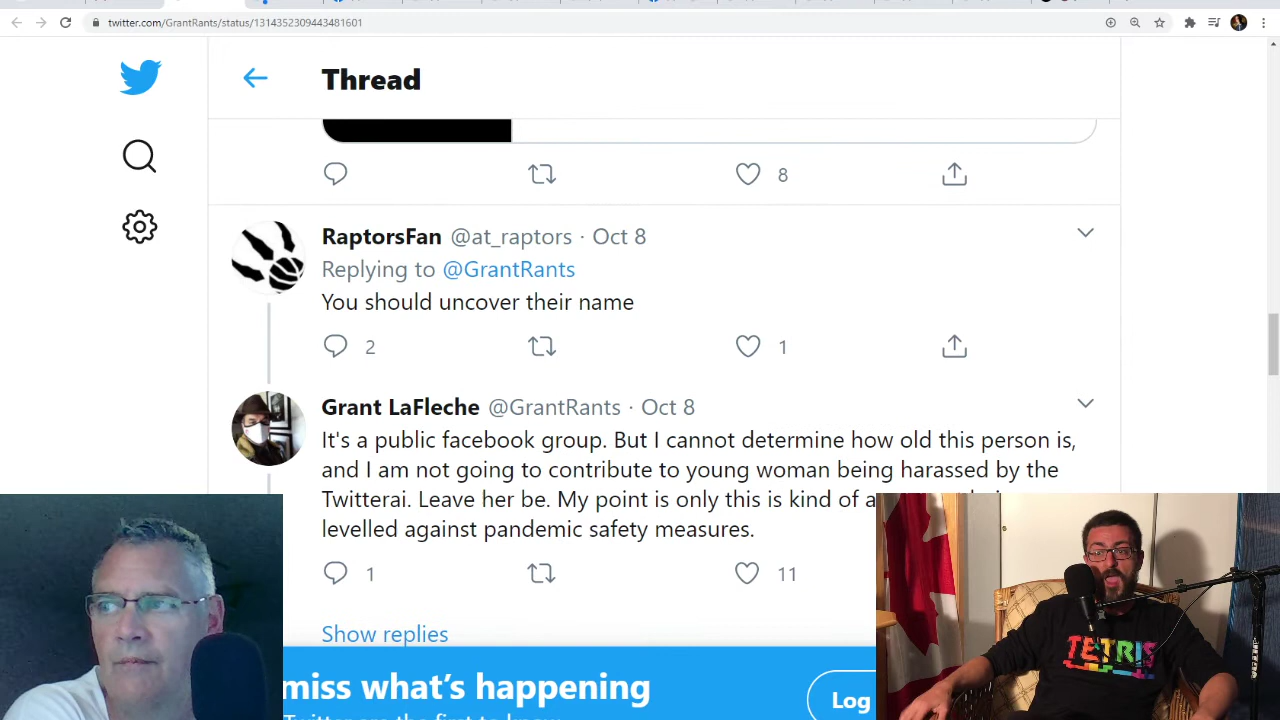 twitter.com/GrantRants/status/1314352309443481601
Thread
8
RaptorsFan @at_raptors · Oct 8
Replying to @GrantRants
You should uncover their name
2
1
Grant LaFleche @GrantRants · Oct 8
It's a public facebook group. But I cannot determine how old this person is,
and I am not going to contribute to young woman being harassed by the
Twitterai. Leave her be. My point is only this is kind of a
levelled against pandemic safety measures.
1
11
Show replies
miss what's happening
Log
TETRIS